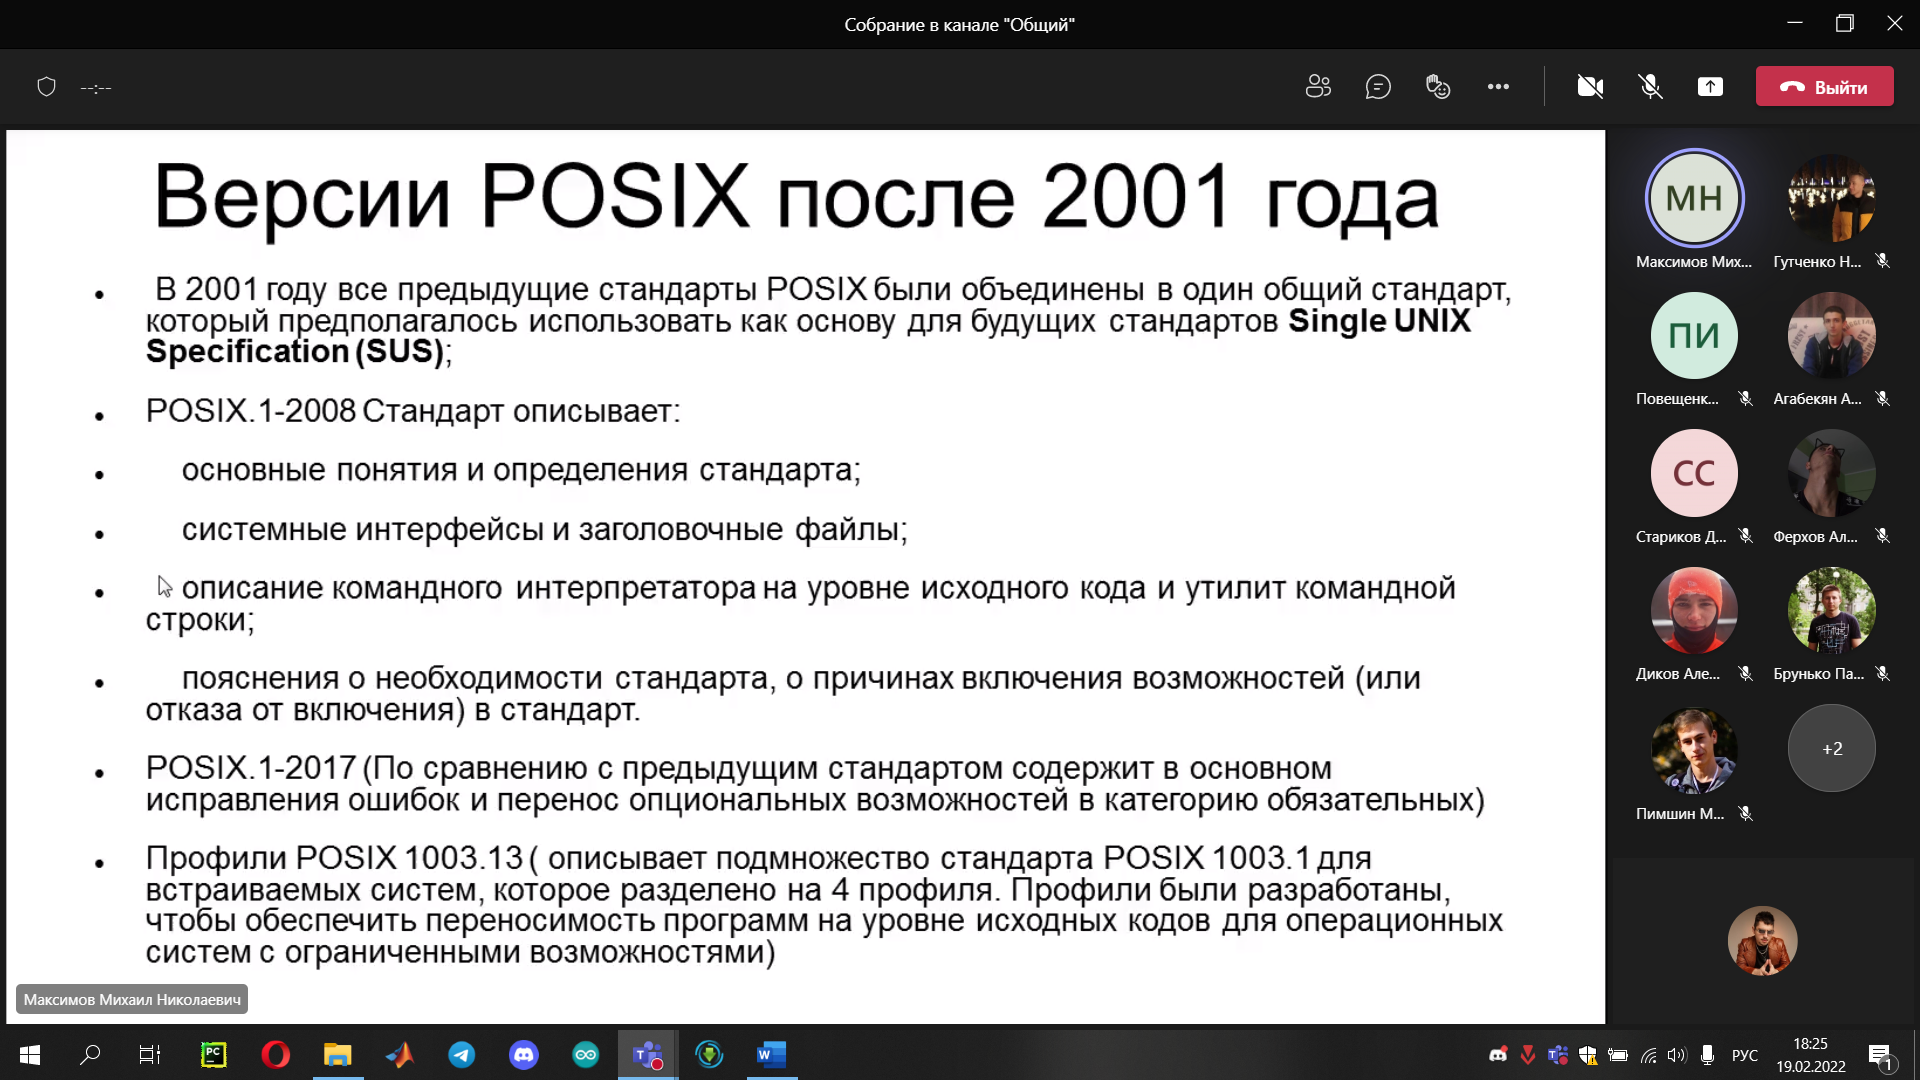 Собрание в канале "Общий"
--:--
Выйти
Версии POSIX после 2001 года
• В 2001 году все предыдущие стандарты POSIX были объединены в один общий стандарт,
который предполагалось использовать как основу для будущих стандартов Single UNIX
Specification (SUS);
• POSIX.1-2008 Стандарт описывает:
• основные понятия и определения стандарта;
• системные интерфейсы и заголовочные файлы;
• описание командного интерпретатора на уровне исходного кода и утилит командной
строки;
• пояснения о необходимости стандарта, о причинах включения возможностей (или
отказа от включения) в стандарт.
• POSIX.1-2017 (По сравнению с предыдущим стандартом содержит в основном
исправления ошибок и перенос опциональных возможностей в категорию обязательных)
• Профили POSIX 1003.13 ( описывает подмножество стандарта POSIX 1003.1 для
встраиваемых систем, которое разделено на 4 профиля. Профили были разработаны,
чтобы обеспечить переносимость программ на уровне исходных кодов для операционных
систем с ограниченными возможностями)
Максимов Михаил Николаевич
МН
Максимов Мих...
Гутченко Н...
ПИ
Повещенк...
Агабекян А...
СС
Стариков Д...
Ферхов Ал...
Диков Але...
Брунько Па...
+2
Пимшин М...
PC
W
РУС
18:25
19.02.2022
1